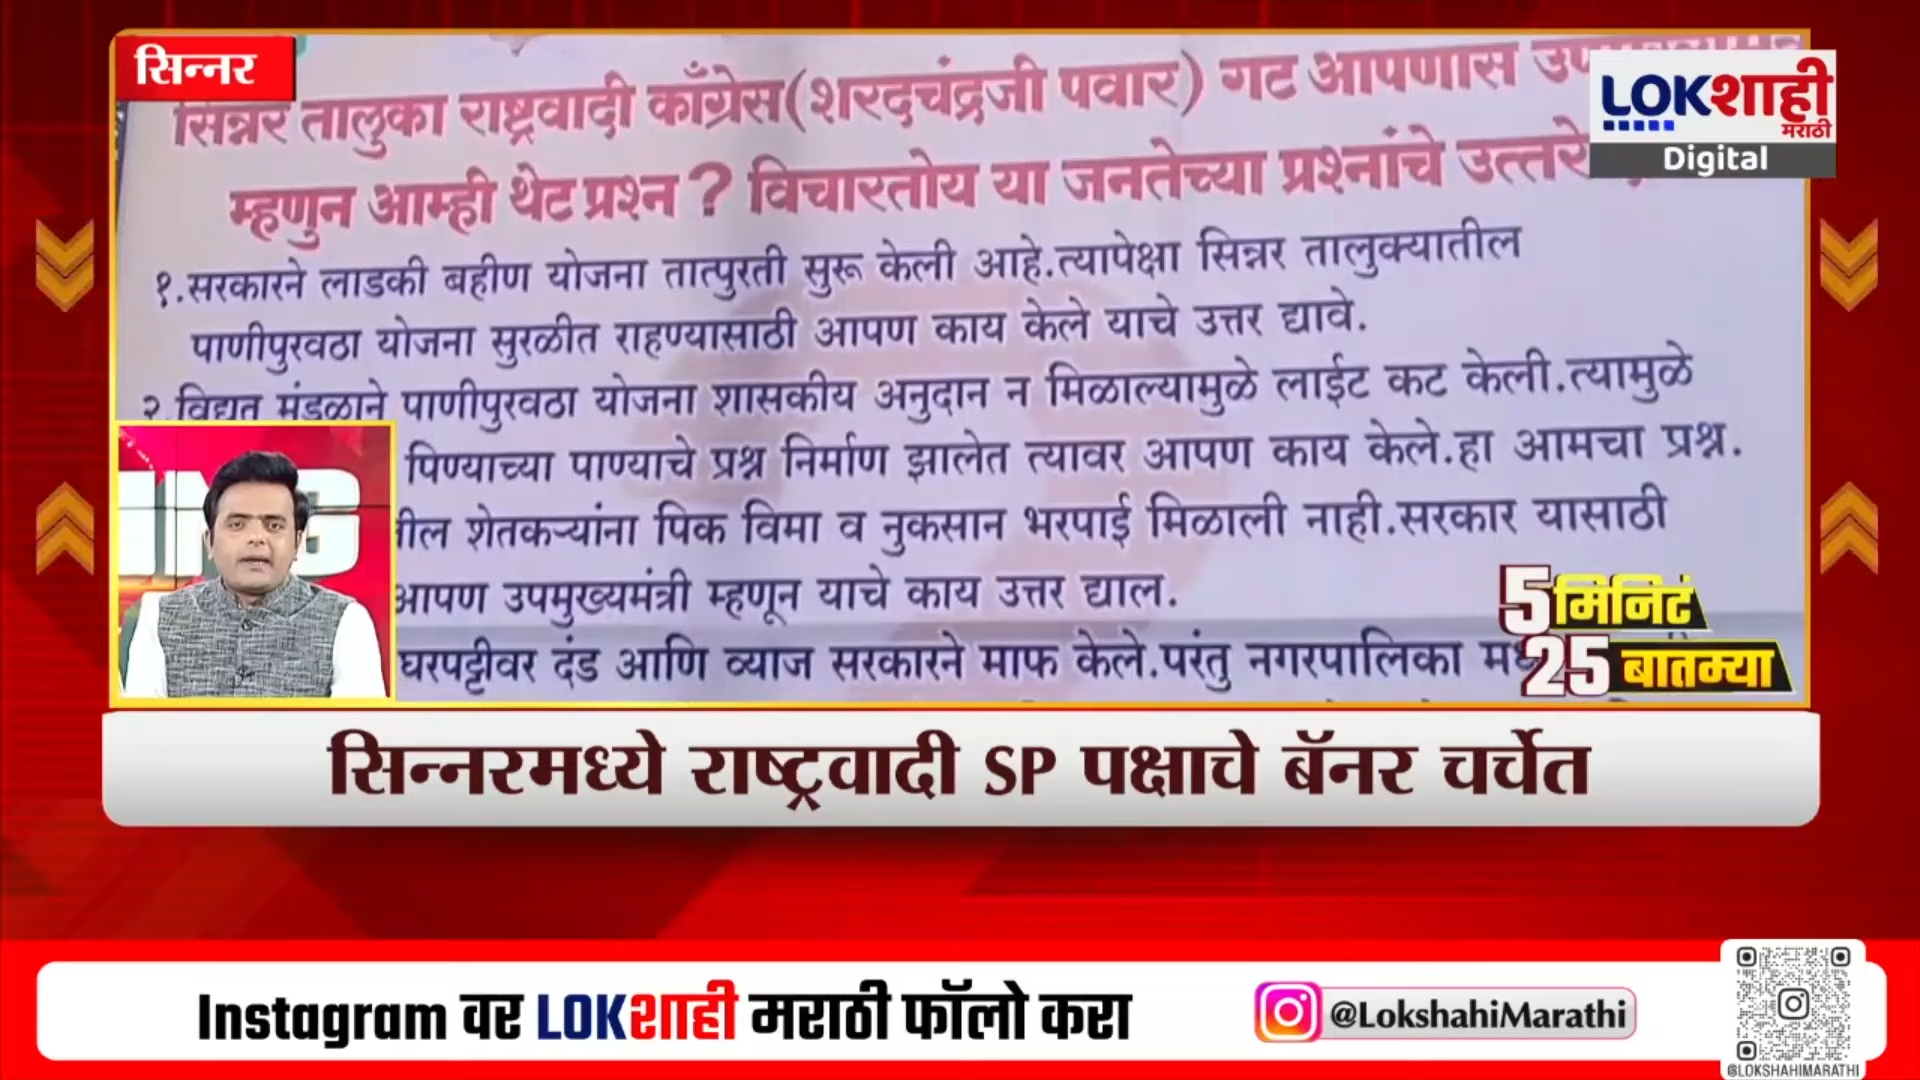 सिन्नर
सिन्नर तालुका राष्ट्रवादी काँग्रेस(शरदचंद्रजी पवार) गट आपणास
म्हणुन आम्ही थेट प्रश्न ? विचारतोय या जनतेच्या प्रश्नांचे
१.सरकारने लाडकी बहीण योजना तात्पुरती सुरू केली आहे.त्यापेक्षा सिन्नर तालुक्यातील
पाणीपुरवठा योजना सुरळीत राहण्यासाठी आपण काय केले याचे उत्तर द्यावे.
२.विद्युत मंडळाने पाणीपुरवठा योजना शासकीय अनुदान न मिळाल्यामुळे लाईट कट केली.त्यामुळे
पिण्याच्या पाण्याचे प्रश्न निर्माण झालेत त्यावर आपण काय केले.हा आमचा प्रश्न.
शेतकऱ्यांना पिक विमा व नुकसान भरपाई मिळाली नाही.सरकार यासाठी
आपण उपमुख्यमंत्री म्हणून याचे काय उत्तर द्याल.
घरपट्टीवर दंड आणि व्याज सरकारने माफ केले.परंतु नगरपालिका
LOKशाही
मराठी
Digital
5 मिनिटं
25 बातम्या
सिन्नरमध्ये राष्ट्रवादी SP पक्षाचे बॅनर चर्चेत
Instagram वर LOKशाही मराठी फॉलो करा
@LokshahiMarathi
@LOKSHAHIMARATHI